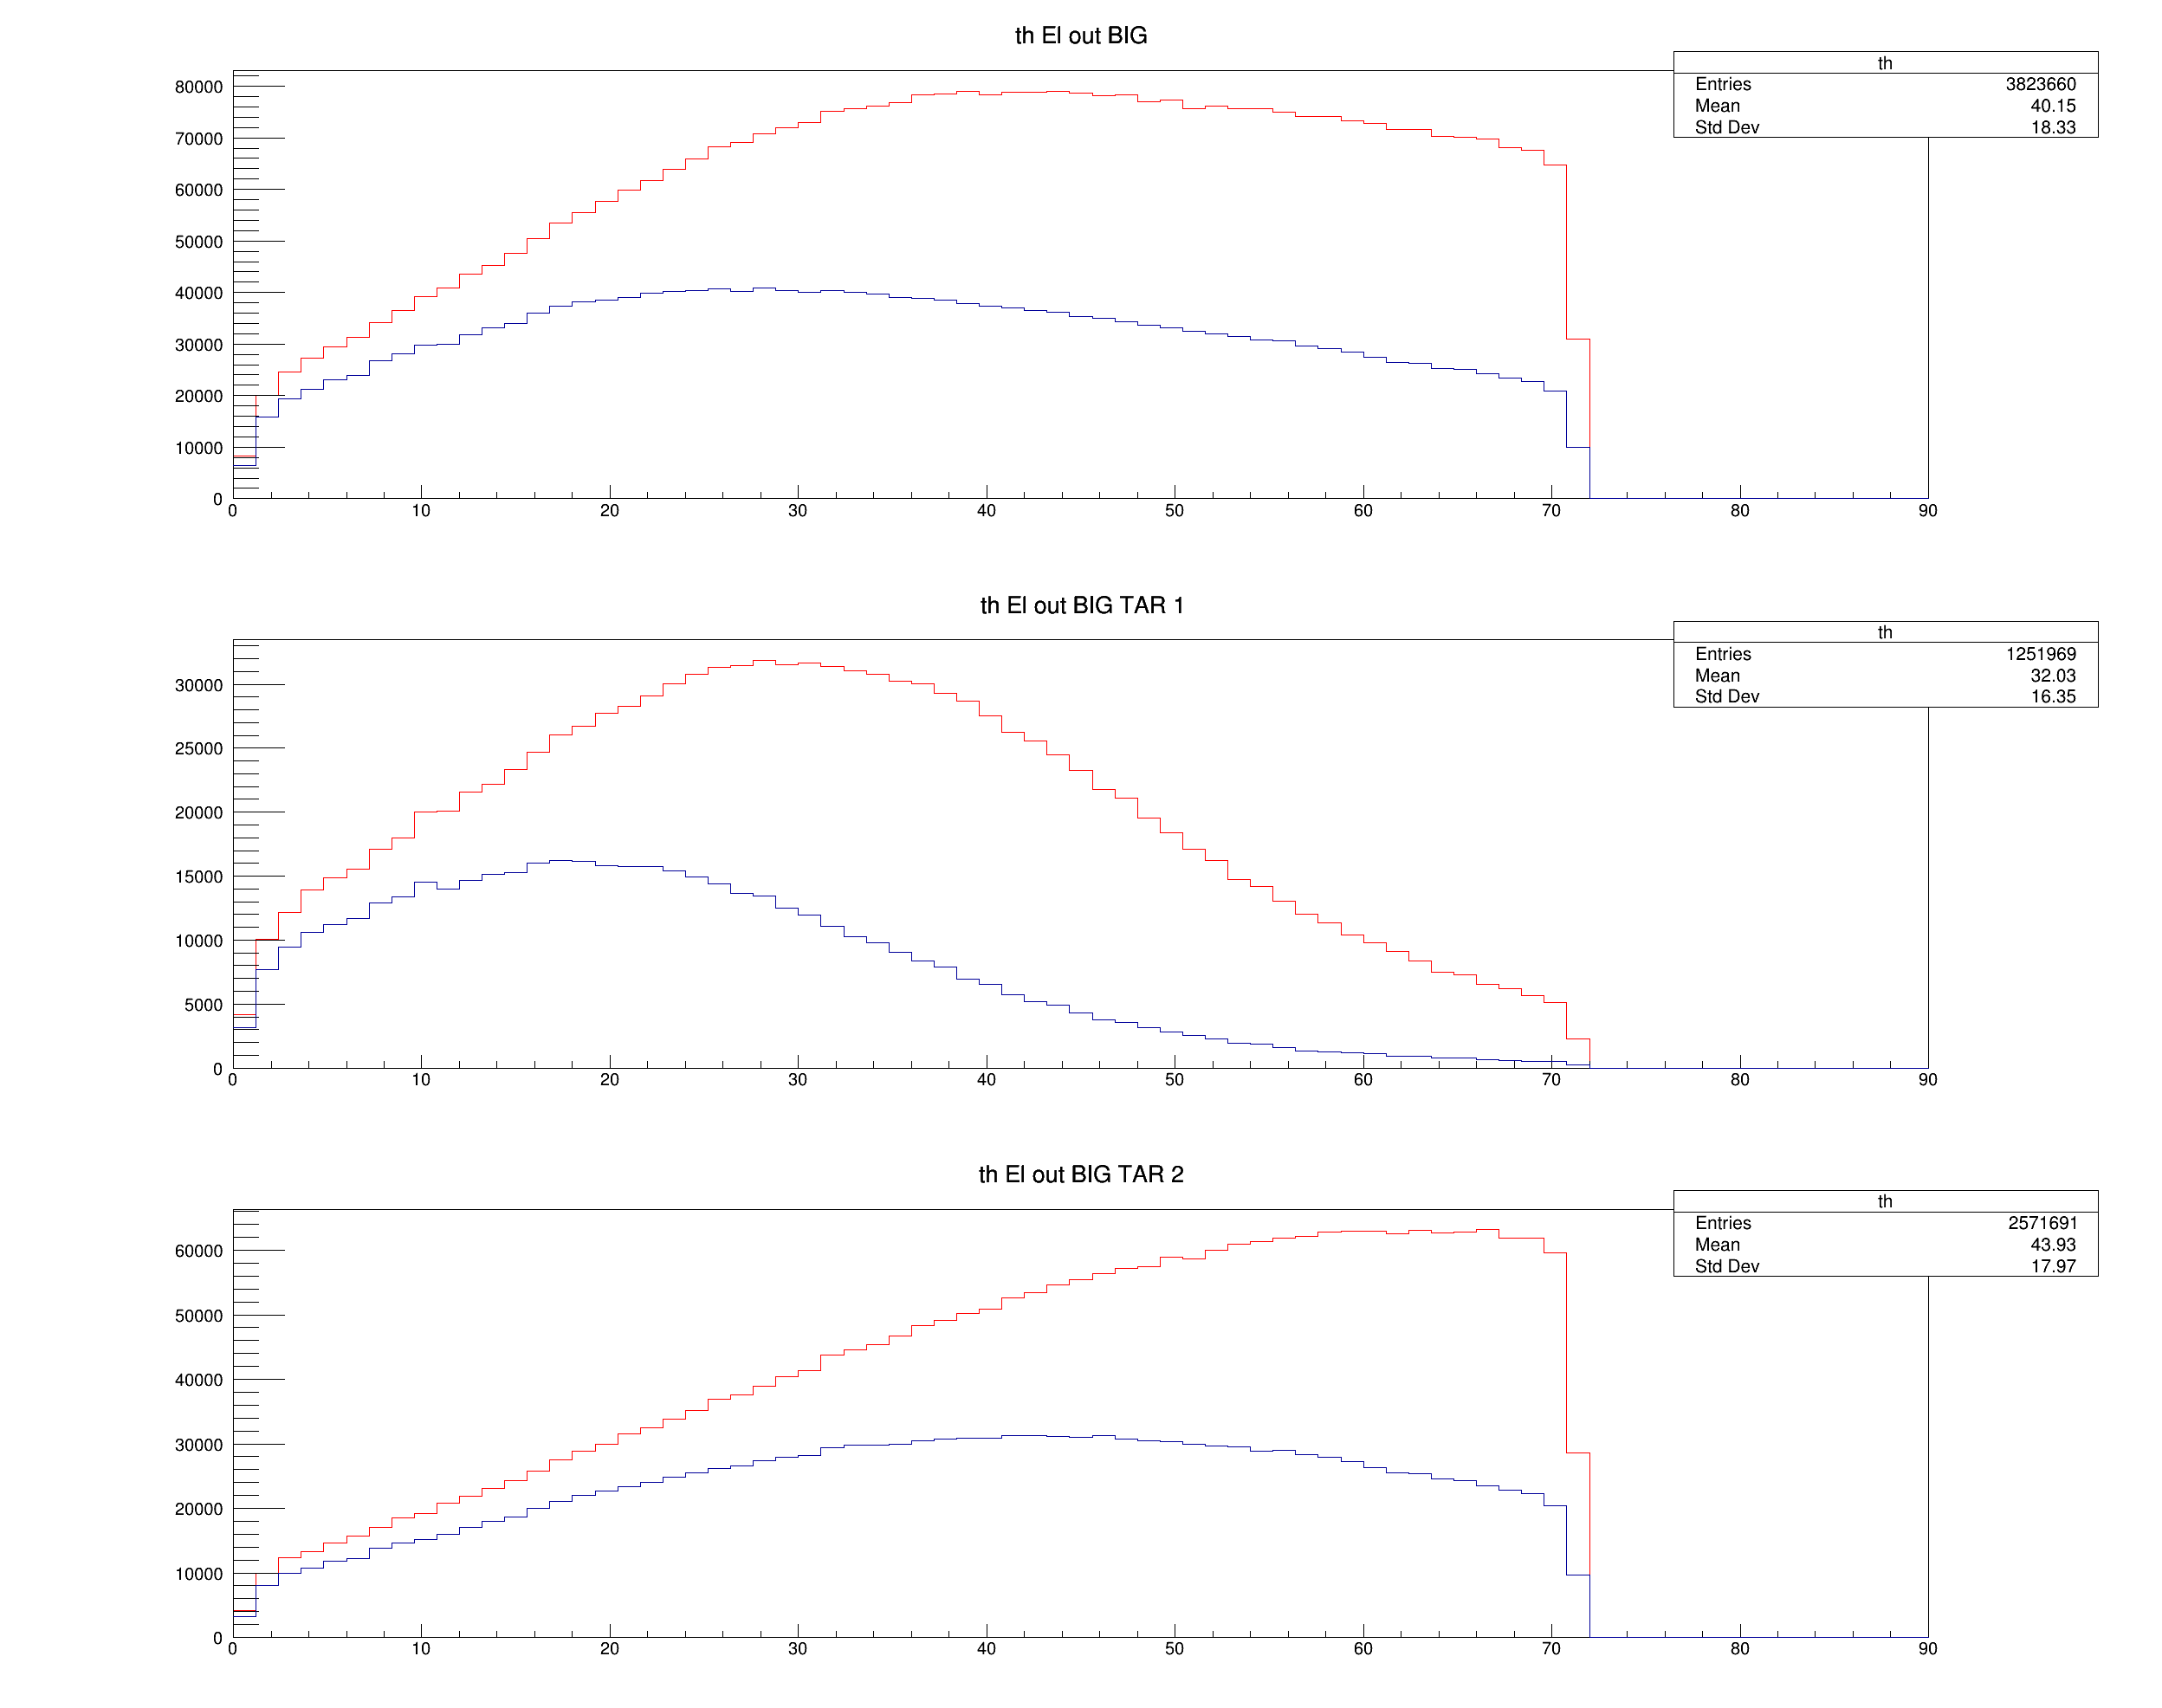 th El out BIG
th
Entries 3823660
Mean 40.15
Std Dev 18.33
80000
70000
60000
50000
40000
30000
20000
10000
0
0 10 20 30 40 50 60 70 80 90
th El out BIG TAR 1
th
Entries 1251969
Mean 32.03
Std Dev 16.35
30000
25000
20000
15000
10000
5000
0
0 10 20 30 40 50 60 70 80 90
th El out BIG TAR 2
th
Entries 2571691
Mean 43.93
Std Dev 17.97
60000
50000
40000
30000
20000
10000
0
0 10 20 30 40 50 60 70 80 90